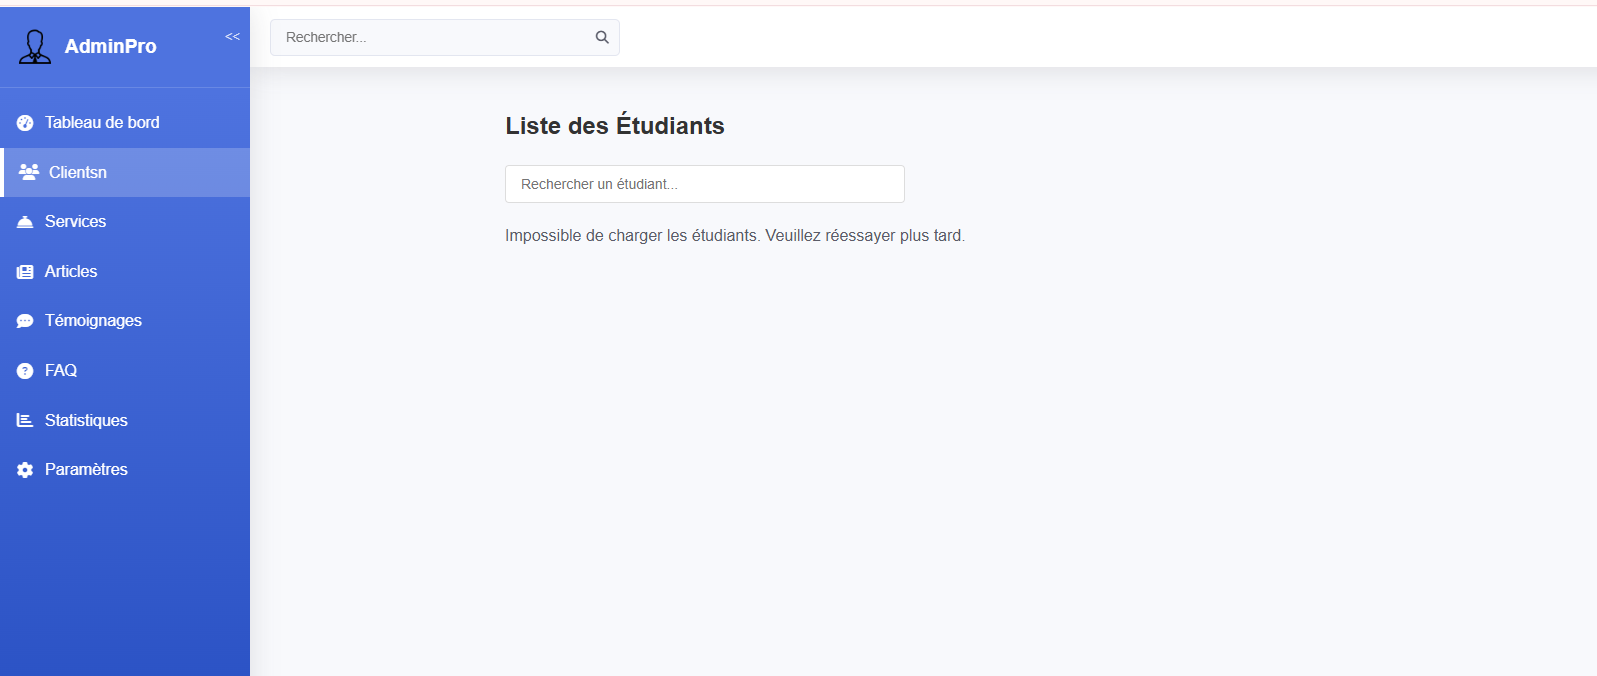 AdminPro
<<
Rechercher...
Tableau de bord
Clientsn
Services
Articles
Témoignages
FAQ
Statistiques
Paramètres
Liste des Étudiants
Rechercher un étudiant...
Impossible de charger les étudiants. Veuillez réessayer plus tard.